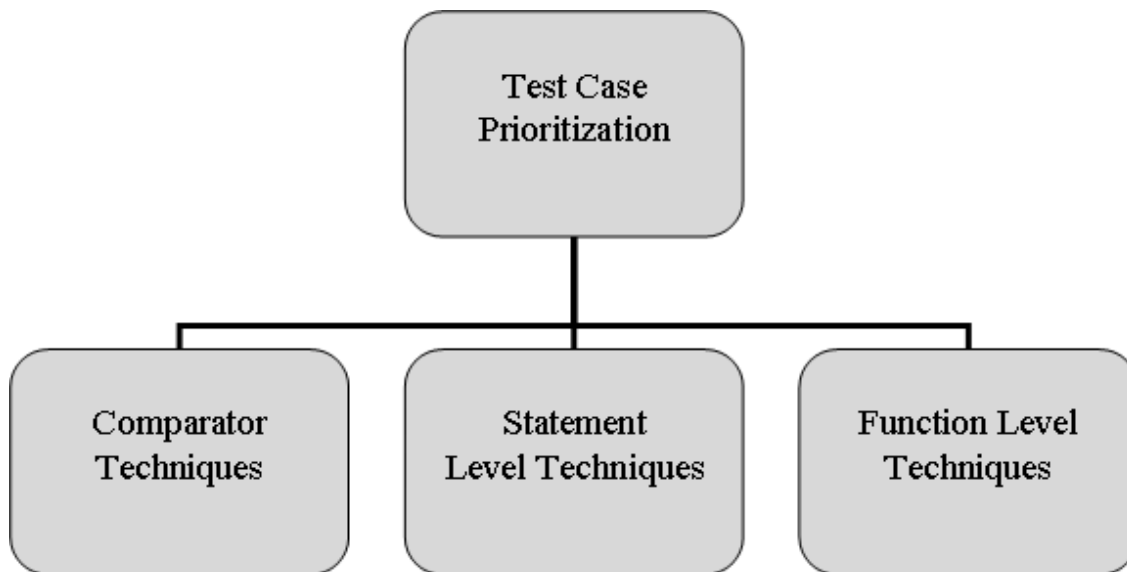 Test Case
Prioritization
Comparator
Techniques
Statement
Level Techniques
Function Level
Techniques